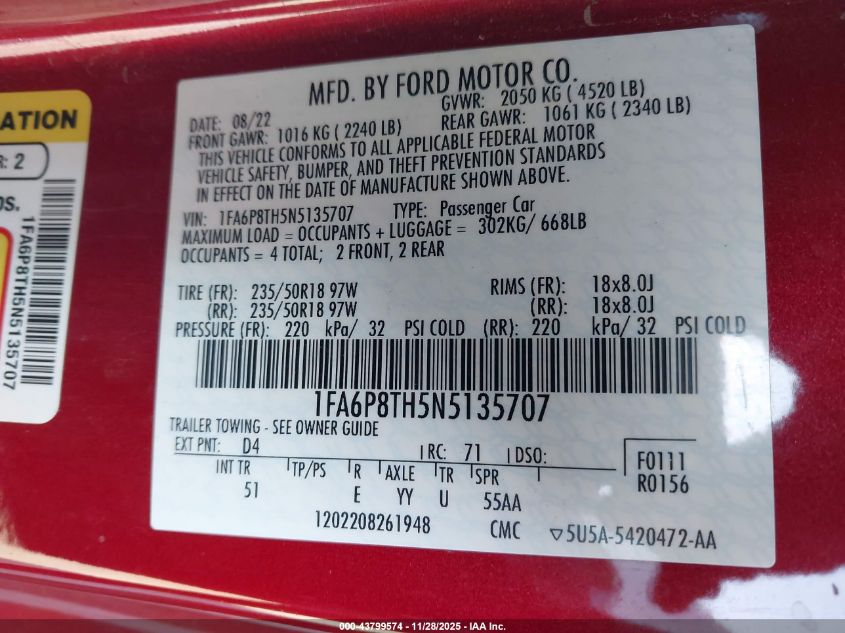 ATION
R: 2
OS.
1FA6P8TH5N5135707
MFD. BY FORD MOTOR CO.
DATE: 08/22 GVWR: 2050 KG ( 4520 LB)
FRONT GAWR: 1016 KG ( 2240 LB) REAR GAWR: 1061 KG ( 2340 LB)
THIS VEHICLE CONFORMS TO ALL APPLICABLE FEDERAL MOTOR
VEHICLE SAFETY, BUMPER, AND THEFT PREVENTION STANDARDS
IN EFFECT ON THE DATE OF MANUFACTURE SHOWN ABOVE.
VIN: 1FA6P8TH5N5135707 TYPE: Passenger Car
MAXIMUM LOAD = OCCUPANTS + LUGGAGE = 302KG/ 668LB
OCCUPANTS = 4 TOTAL; 2 FRONT, 2 REAR
TIRE (FR): 235/50R18 97W RIMS (FR): 18x8.0J
(RR): 235/50R18 97W (RR): 18x8.0J
PRESSURE (FR): 220 kPa/ 32 PSI COLD (RR): 220 kPa/ 32 PSI COLD
1FA6P8TH5N5135707
TRAILER TOWING - SEE OWNER GUIDE
EXT PNT: D4 RC: 71 DSO: F0111
INT TR TP/PS R AXLE TR SPR R0156
51 E YY U 55AA
1202208261948 CMC ▽5U5A-5420472-AA
000-43799574 - 11/28/2025 - IAA Inc.